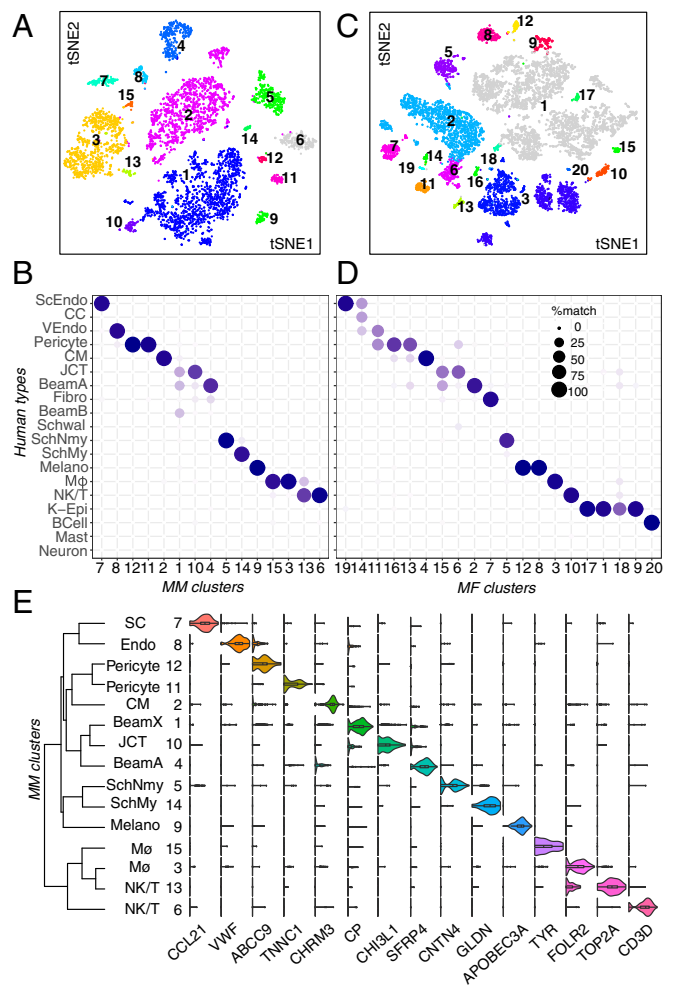 A
tSNE2
4
7
8
15
2
5
3
14
6
13
12
1
11
10
9
tSNE1
C
tSNE2
12
8
9
5
17
1
2
7
14
18
15
19
6
20
10
11
16
3
13
tSNE1
B
D
Human types
ScEndo
CC
VEndo
Pericyte
CM
JCT
BeamA
Fibro
BeamB
Schwal
SchNmy
SchMy
Melano
Mφ
NK/T
K−Epi
BCell
Mast
Neuron
%match
0
25
50
75
100
7 8 12 11 2 1 10 4 5 14 9 15 3 13 6
MM clusters
19 14 11 16 13 4 15 6 2 7 5 12 8 3 10 17 1 18 9 20
MF clusters
E
MM clusters
SC 7
Endo 8
Pericyte 12
Pericyte 11
CM 2
BeamX 1
JCT 10
BeamA 4
SchNmy 5
SchMy 14
Melano 9
Mø 15
Mø 3
NK/T 13
NK/T 6
CCL21 VWF ABCC9 TNNC1 CHRM3 CP CHI3L1 SFRP4 CNTN4 GLDN APOBEC3A TYR FOLR2 TOP2A CD3D